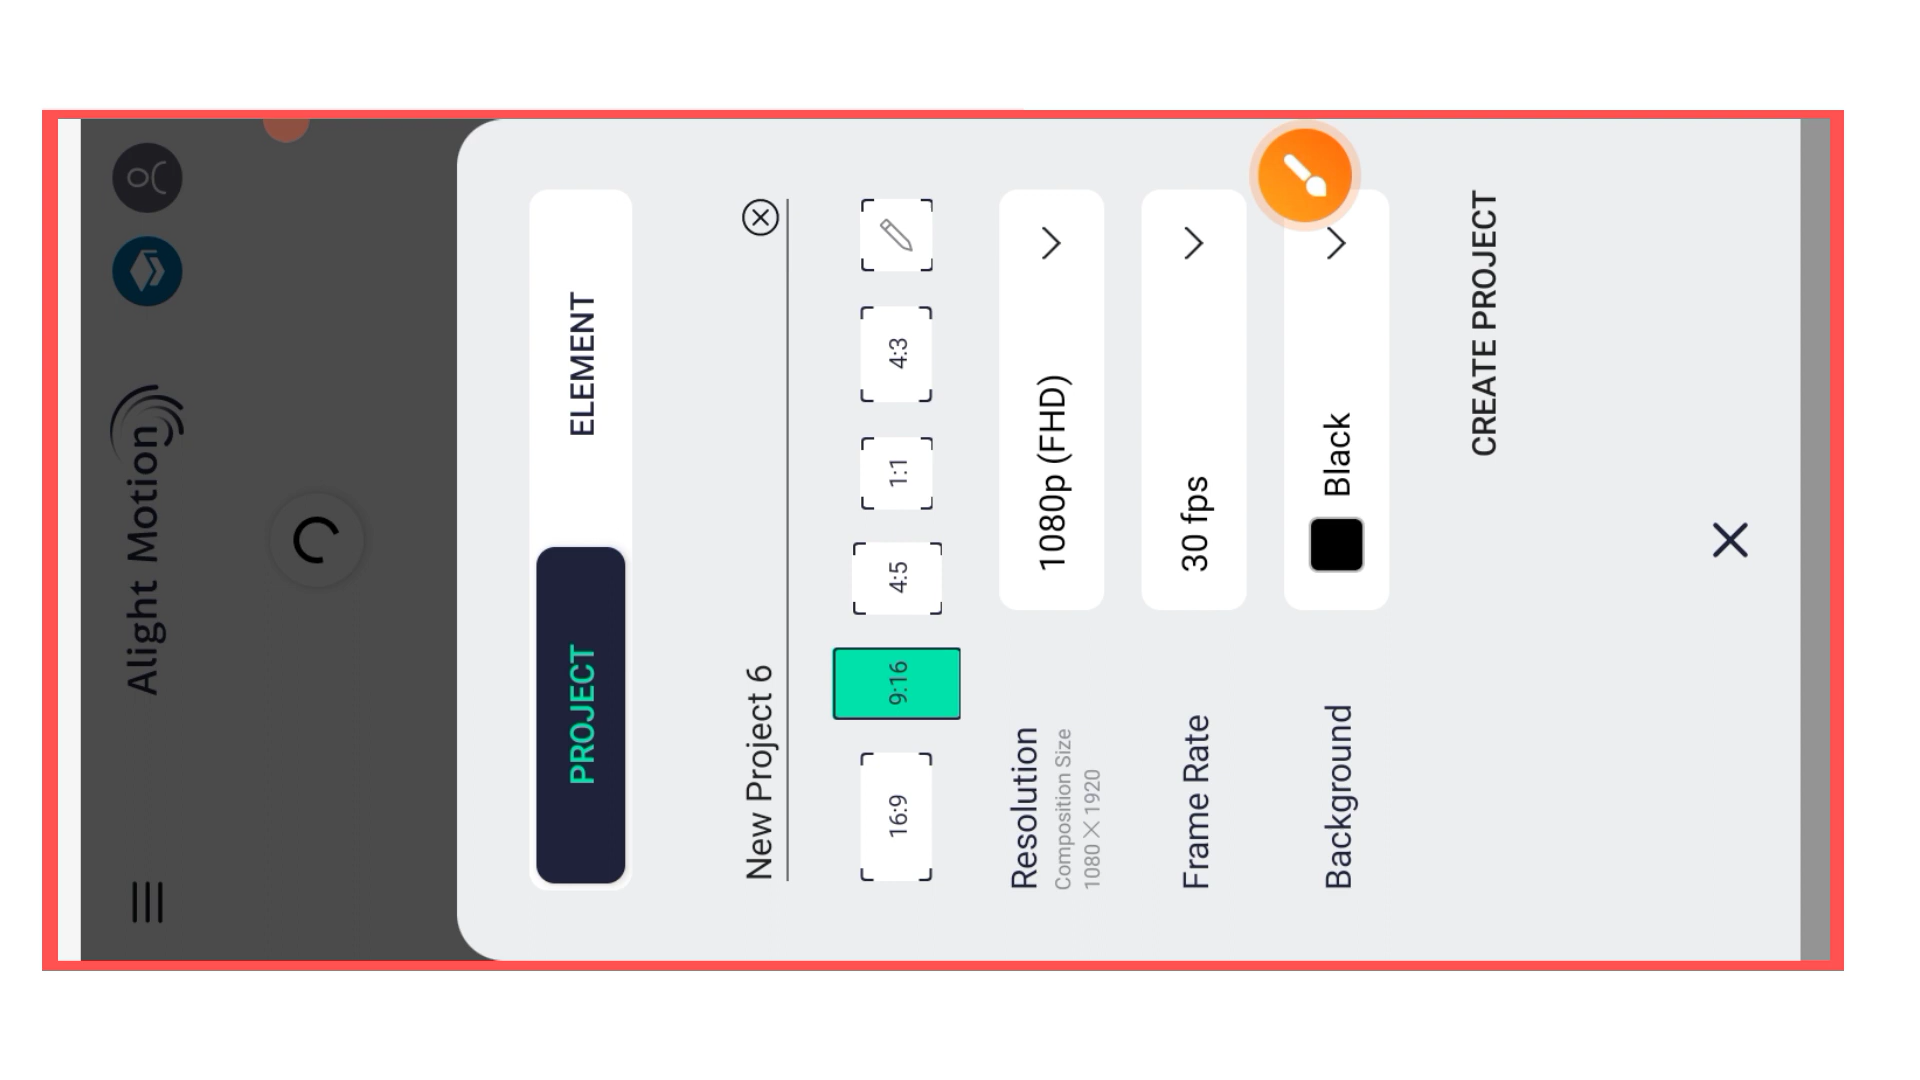 Alight Motion
PROJECT
ELEMENT
New Project 6
16:9
9:16
4:5
1:1
4:3
Resolution
Composition Size
1080 X 1920
1080p (FHD)
Frame Rate
30 fps
Background
Black
CREATE PROJECT